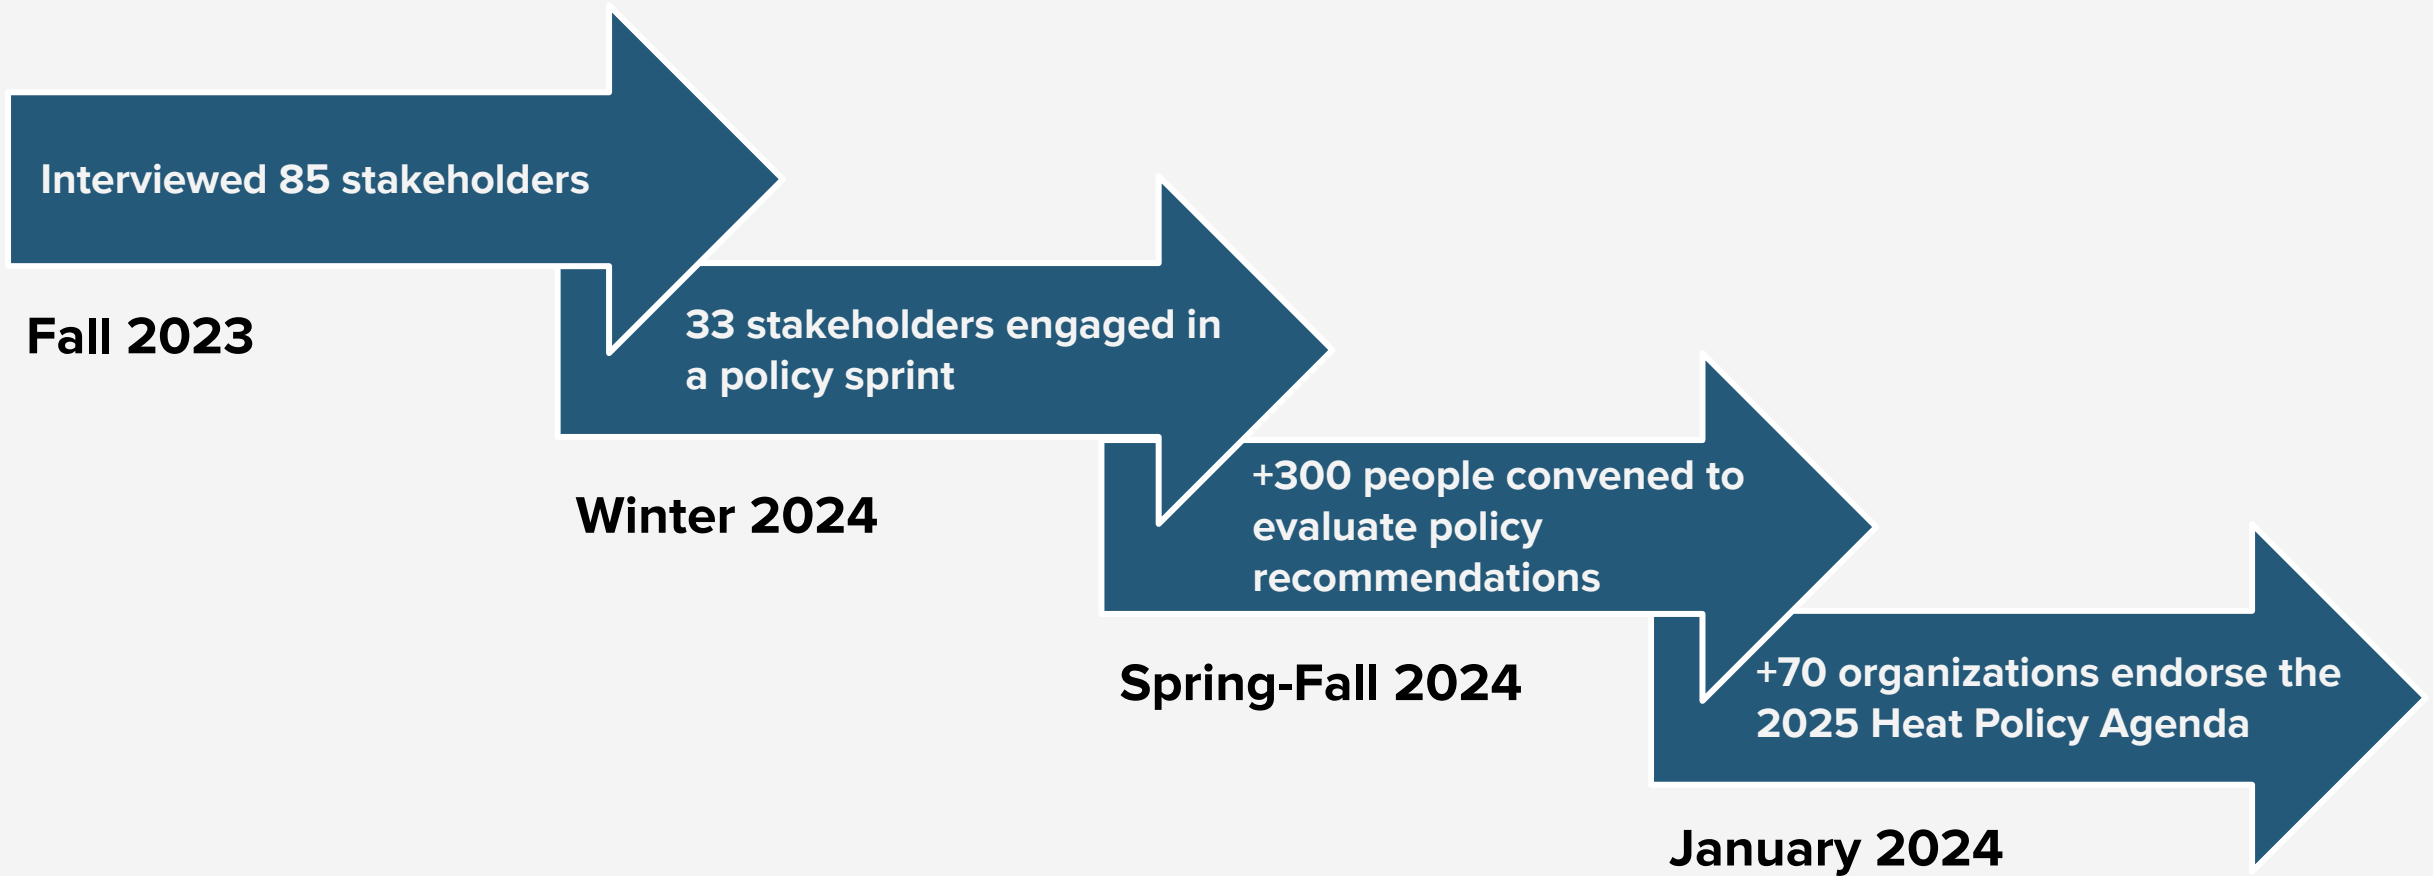 Interviewed 85 stakeholders
Fall 2023
33 stakeholders engaged in
a policy sprint
Winter 2024
+300 people convened to
evaluate policy
recommendations
Spring-Fall 2024
+70 organizations endorse the
2025 Heat Policy Agenda
January 2024